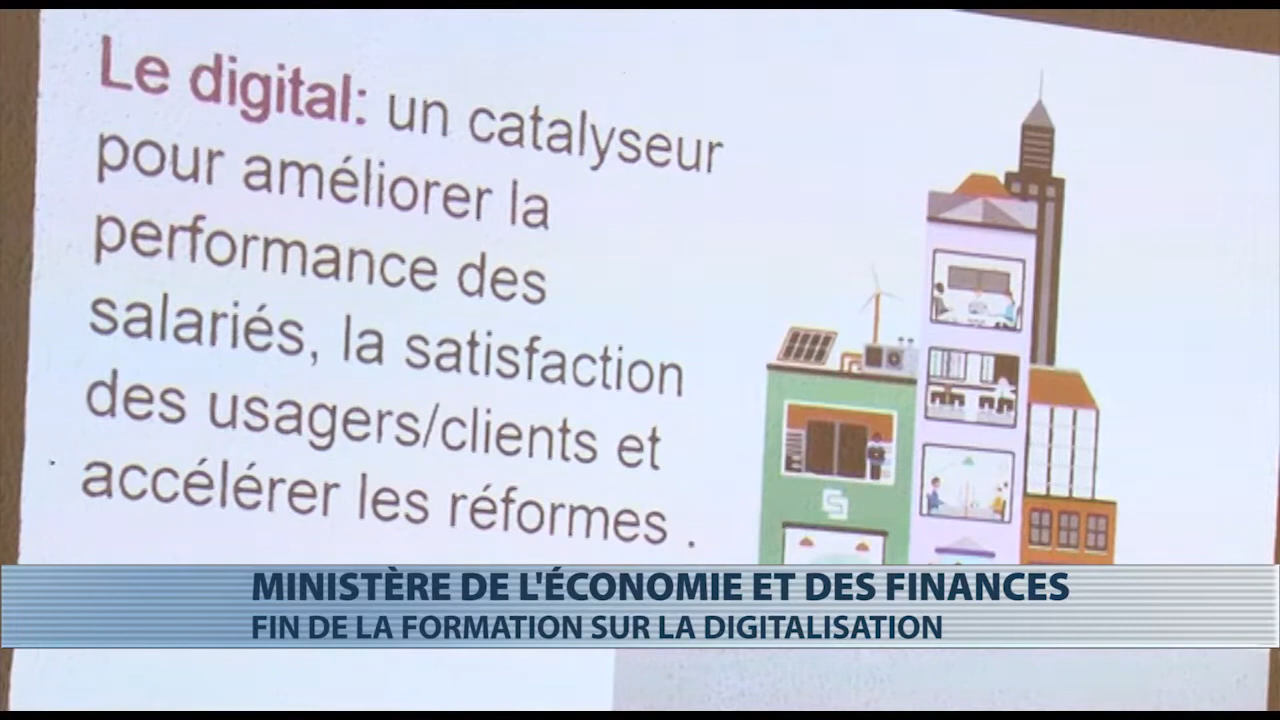 Le digital: un catalyseur
pour améliorer la
performance des
salariés, la satisfaction
des usagers/clients et
accélérer les réformes .
MINISTÈRE DE L'ÉCONOMIE ET DES FINANCES
FIN DE LA FORMATION SUR LA DIGITALISATION